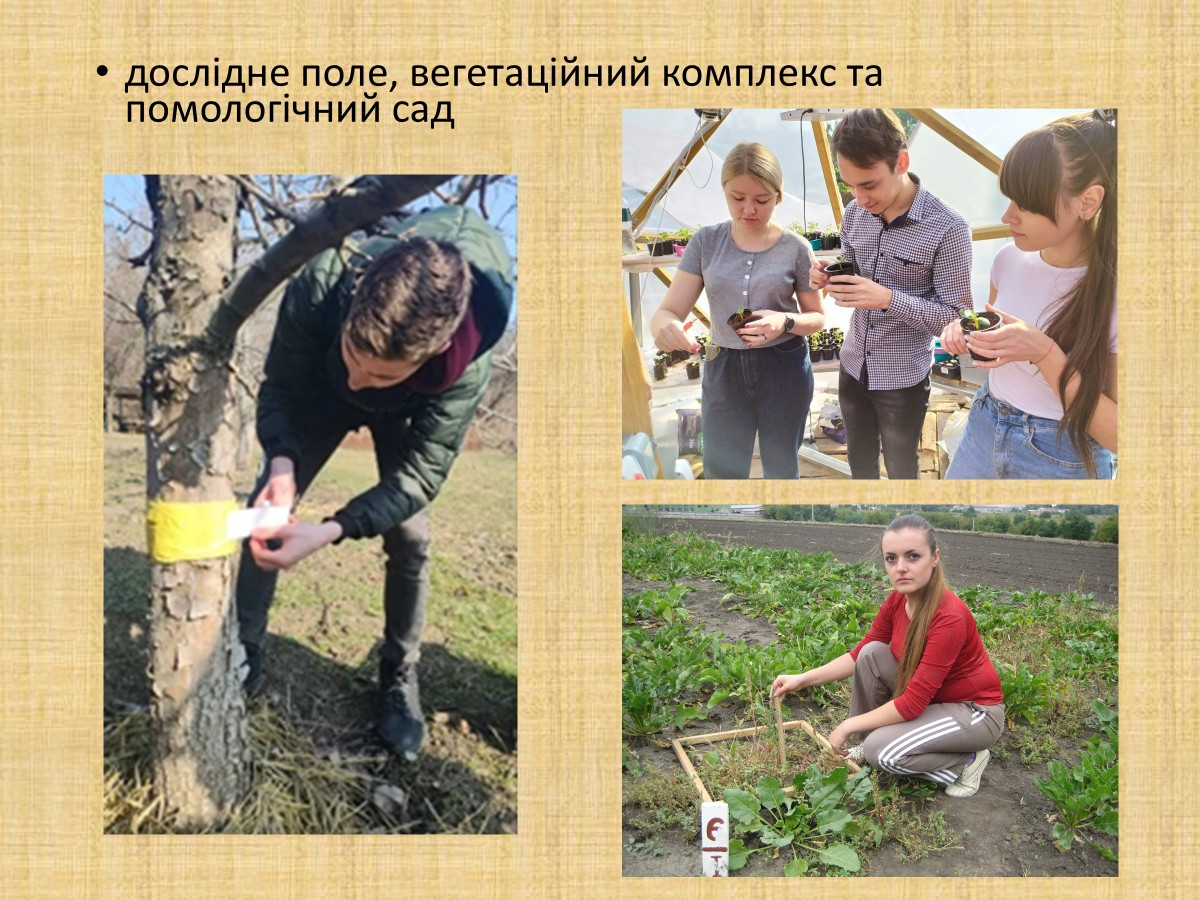 • дослідне поле, вегетаційний комплекс та
помологічний сад
Є